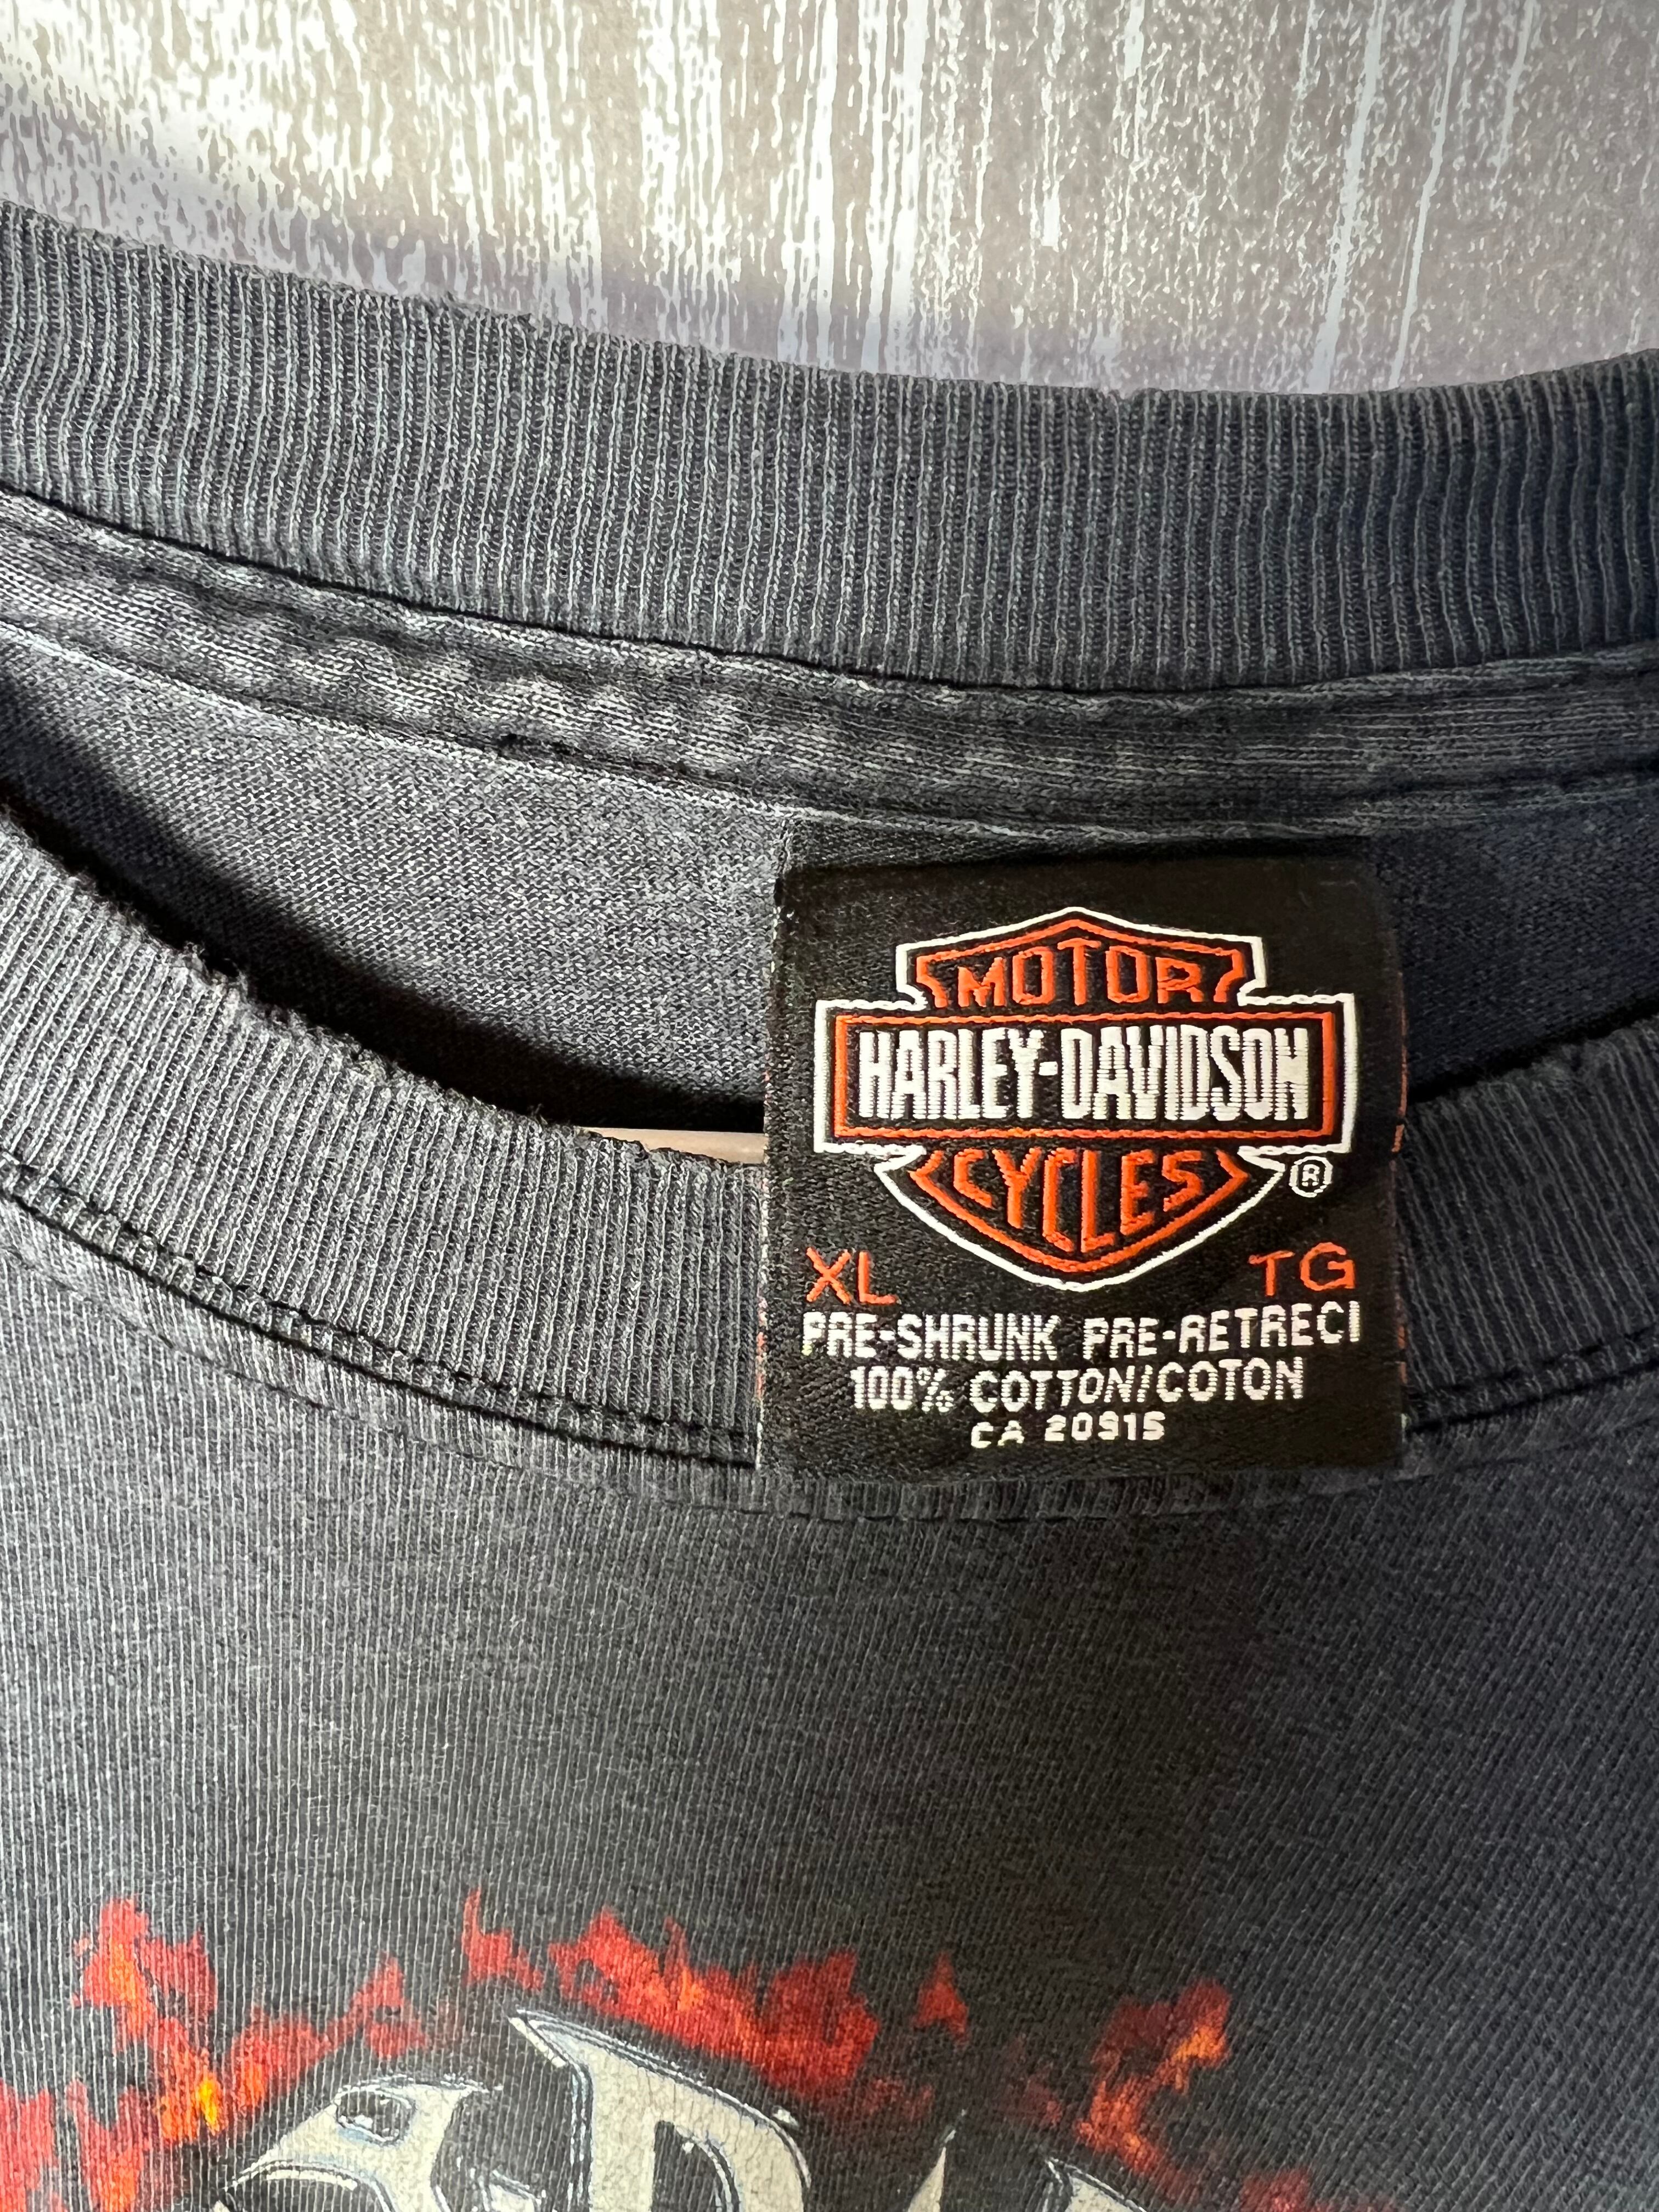 MOTOR
HARLEY-DAVIDSON
CYCLES
®
XL TG
PRE-SHRUNK PRE-RETRECI
100% COTTON/COTON
CA 20915